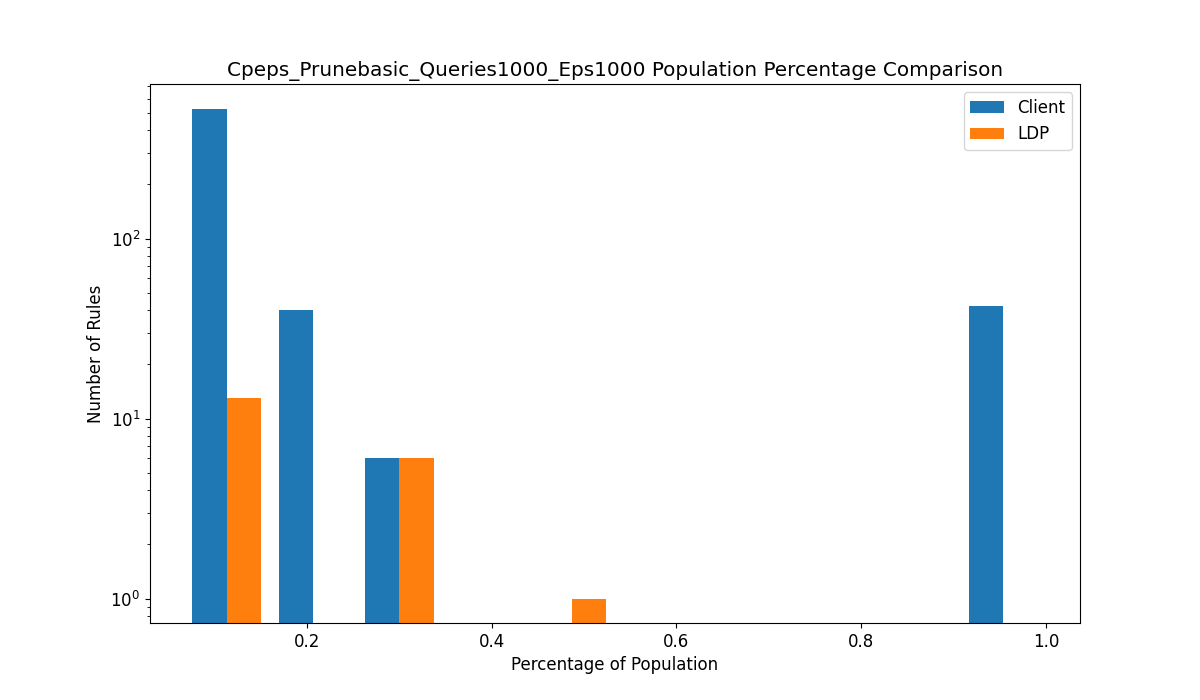 Cpeps_Prunebasic_Queries1000_Eps1000 Population Percentage Comparison
Client
LDP
Number of Rules
10²
10¹
10⁰
0.2 0.4 0.6 0.8 1.0
Percentage of Population